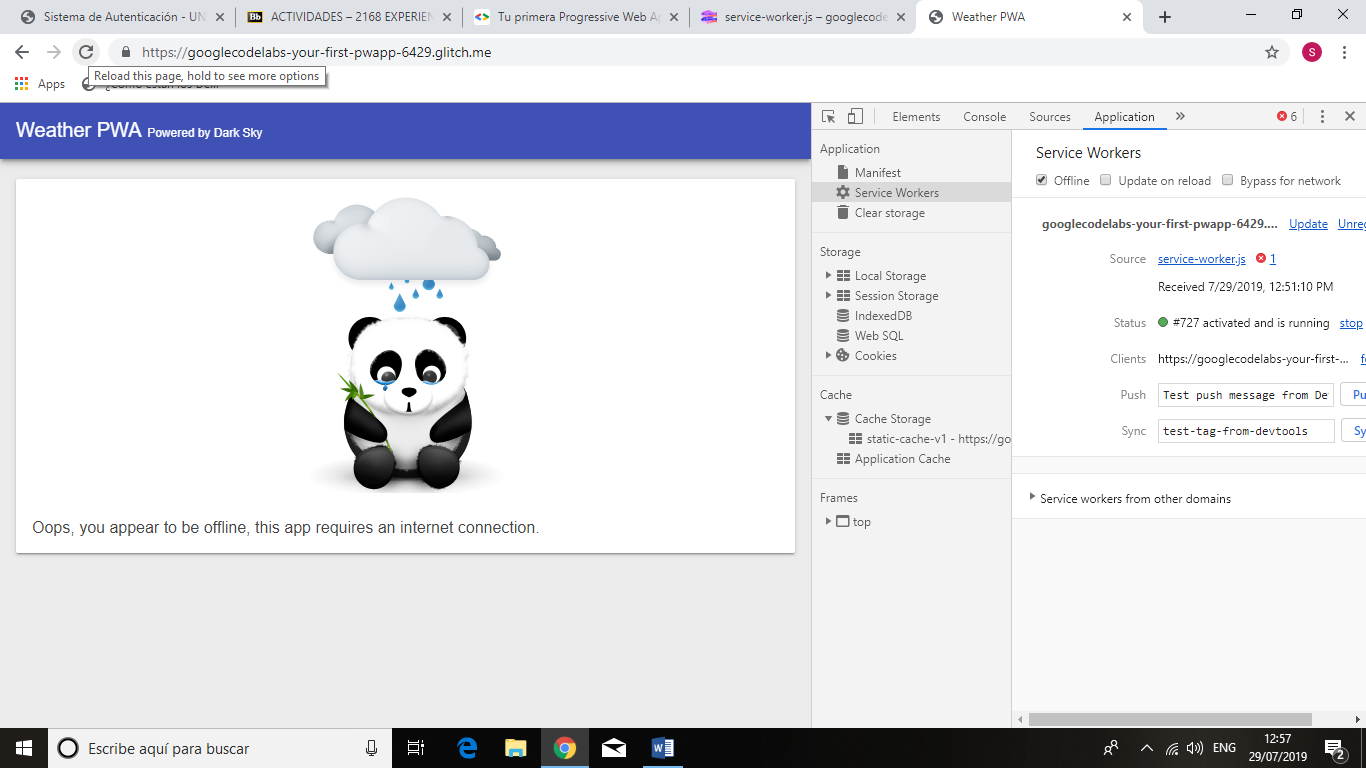 Sistema de Autenticación - UN
ACTIVIDADES – 2168 EXPERIEN
Tu primera Progressive Web Ap
service-worker.js – googlecode
Weather PWA
https://googlecodelabs-your-first-pwapp-6429.glitch.me
S
Reload this page, hold to see more options
Apps
Weather PWA Powered by Dark Sky
Oops, you appear to be offline, this app requires an internet connection.
Elements Console Sources Application » 6
Application
Manifest
Service Workers
Clear storage
Storage
Local Storage
Session Storage
IndexedDB
Web SQL
Cookies
Cache
Cache Storage
static-cache-v1 - https://go
Application Cache
Frames
top
Service Workers
Offline Update on reload Bypass for network
googlecodelabs-your-first-pwapp-6429.... Update Unreg
Source service-worker.js 1
Received 7/29/2019, 12:51:10 PM
Status #727 activated and is running stop
Clients https://googlecodelabs-your-first-... fo
Push Test push message from De Pu
Sync test-tag-from-devtools Sy
Service workers from other domains
Escribe aquí para buscar
ENG
12:57
29/07/2019
2